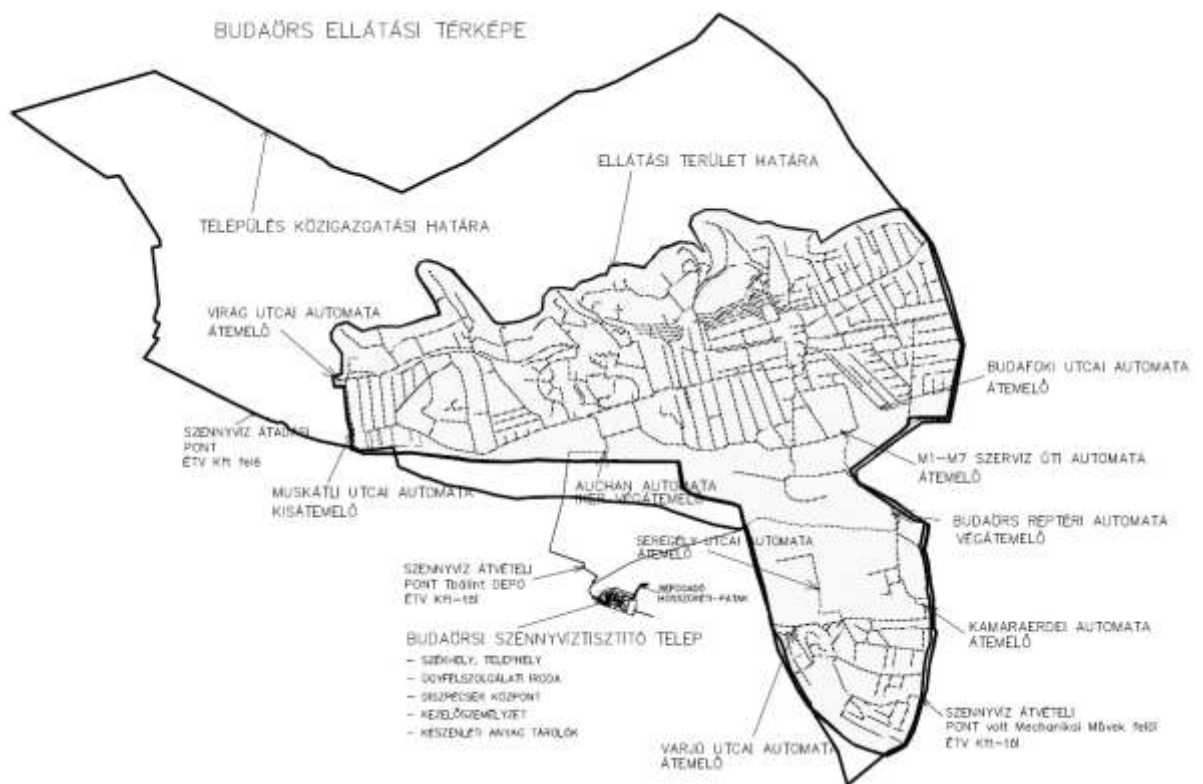 BUDAÖRS ELLÁTÁSI TÉRKÉPE
ELLÁTÁSI TERÜLET HATÁRA
TELEPÜLÉS KÖZIGAZGATÁSI HATÁRA
VIRÁG UTCAI AUTOMATA
ÁTEMELŐ
BUDAFOKI UTCAI AUTOMATA
ÁTEMELŐ
SZENNYVÍZ ÁTADÁSI
PONT
ÉTV Kft felé
M1-M7 SZERVIZ ÚTI AUTOMATA
ÁTEMELŐ
MUSKÁTLI UTCAI AUTOMATA
KISÁTEMELŐ
AUCHAN AUTOMATA
IKER VÉGÁTEMELŐ
BUDAÖRS REPTÉRI AUTOMATA
VÉGÁTEMELŐ
SEREGÉLY UTCAI AUTOMATA
ÁTEMELŐ
SZENNYVÍZ ÁTVÉTELI
PONT Tbálint DEPO
ÉTV Kft-től
BEFOGADÓ
HOSSZÚRÉTI-PATAK
KAMARAERDEI AUTOMATA
ÁTEMELŐ
BUDAÖRSI SZENNYVÍZTISZTÍTÓ TELEP
- SZÉKHELY, TELEPHELY
- ÜGYFÉLSZOLGÁLATI IRODA
- DISZPÉCSER KÖZPONT
- KEZELŐSZEMÉLYZET
- KÉSZENLÉTI ANYAG TÁROLÓK
SZENNYVÍZ ÁTVÉTELI
PONT volt Mechanikai Művek felől
ÉTV Kft-től
VARJÚ UTCAI AUTOMATA
ÁTEMELŐ